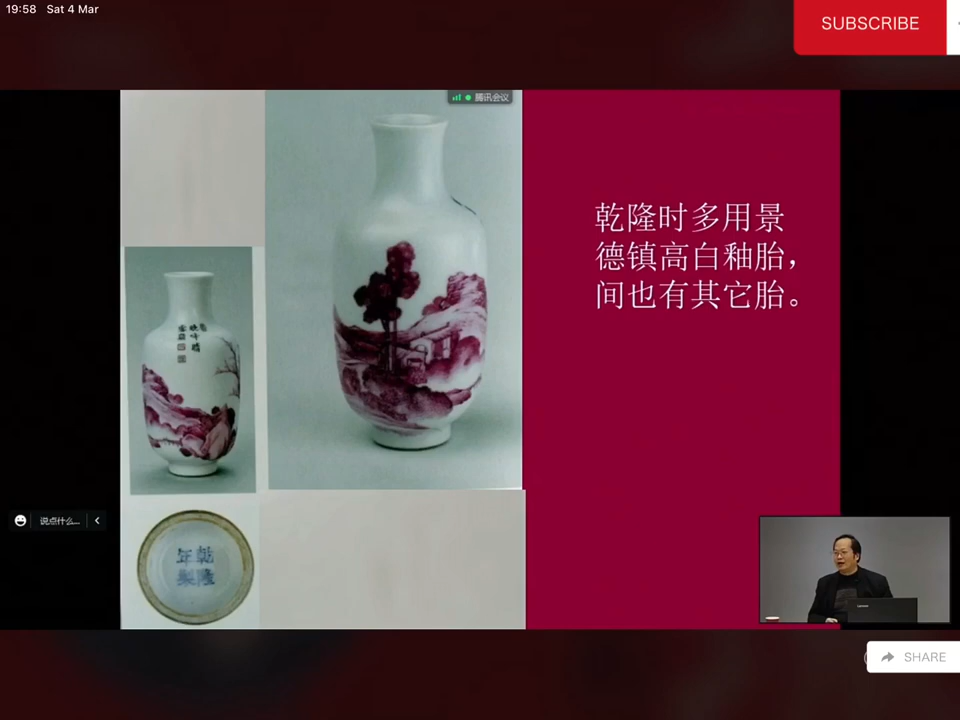 19:58 Sat 4 Mar
SUBSCRIBE
腾讯会议
乾隆时多用景
德镇高白釉胎，
间也有其它胎。
说点什么...
乾隆
年製
Lenovo
SHARE